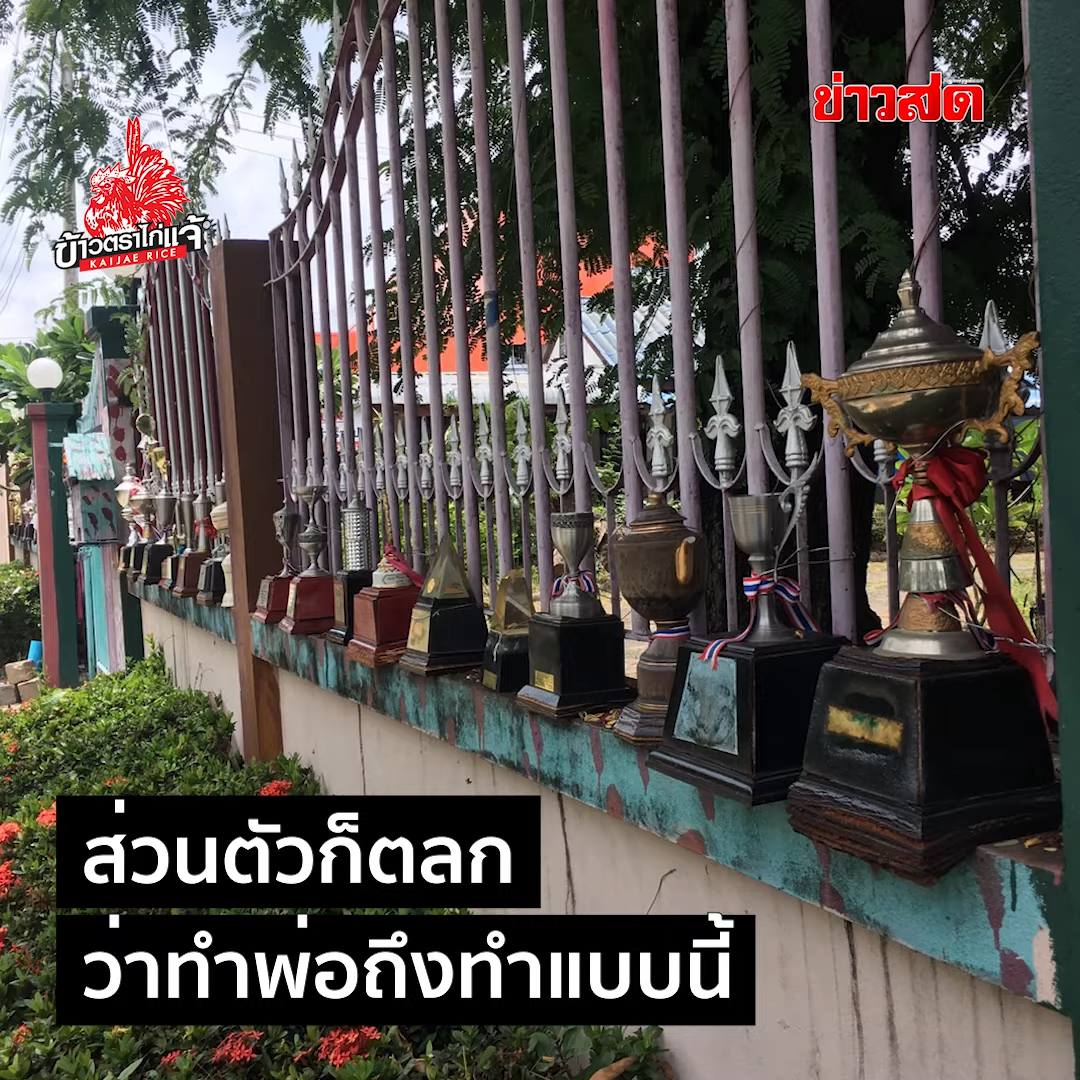 ข่าวสด
ข้าวตราไก่แจ้
KAIJAE RICE
ส่วนตัวก็ตลก
ว่าทำพ่อถึงทำแบบนี้